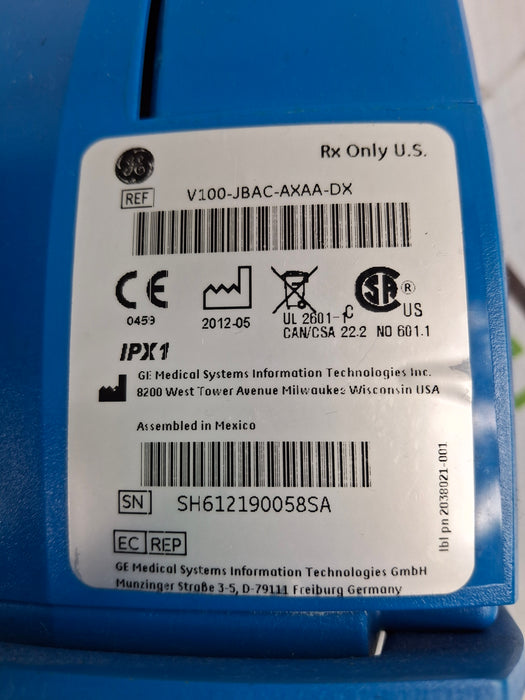 GE
Rx Only U.S.
REF V100-JBAC-AXAA-DX
CE
0459
2012-05
SA ®
C US
UL 2601-1
CAN/CSA 22.2 NO 601.1
IPX1
GE Medical Systems Information Technologies Inc.
8200 West Tower Avenue Milwaukee Wisconsin USA
Assembled in Mexico
SN SH612190058SA
EC REP
GE Medical Systems Information Technologies GmbH
Munzinger Straße 3-5, D-79111 Freiburg Germany
lbl pn 2038021-001